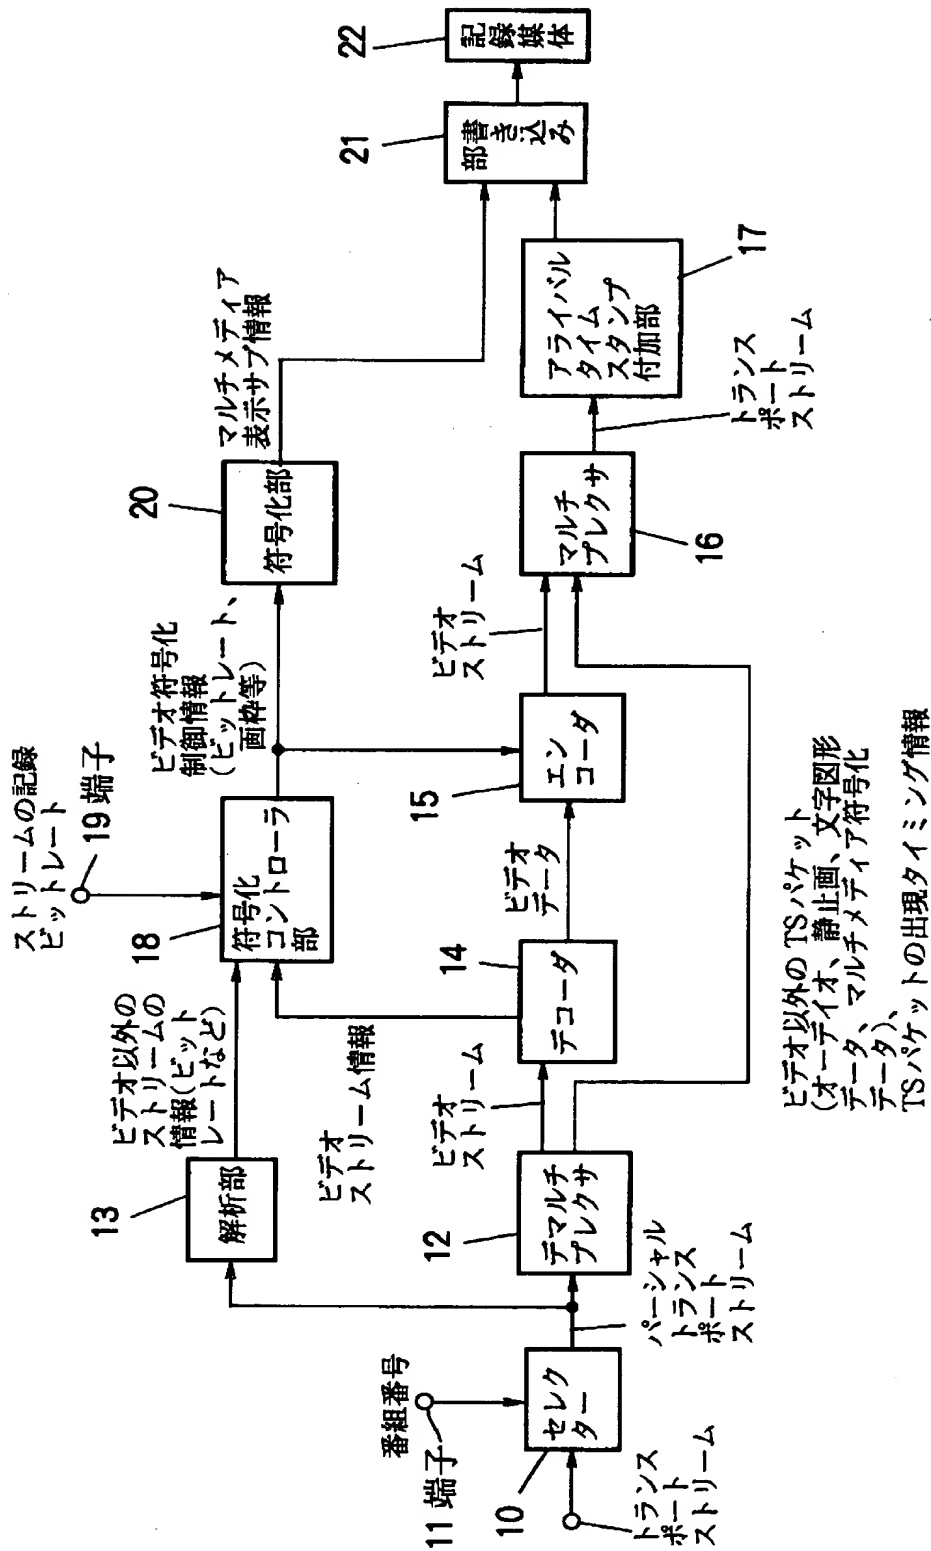 ストリームの記録
ビットレート
19 端子
番組番号
11 端子
10
セレク
ター
トランス
ポート
ストリーム
パーシャル
トランス
ポート
ストリーム
13
解析部
ビデオ以外の
ストリームの
情報(ビット
レートなど)
12
デマルチ
プレクサ
ビデオ
ストリーム
ビデオ
ストリーム情報
14
デコーダ
ビデオ
データ
18
符号化
コントローラ
部
ビデオ符号化
制御情報
(ビットレート、
画枠等)
15
エン
コーダ
ビデオ
ストリーム
20
符号化部
マルチメディア
表示サブ情報
マルチ
プレクサ
16
トランス
ポート
ストリーム
アライバル
タイム
スタンプ
付加部
17
21
書き込み
部
22
記録
媒体
ビデオ以外のTSパケット
(オーディオ、静止画、文字図形
データ、マルチメディア符号化
データ)、
TSパケットの出現タイミング情報